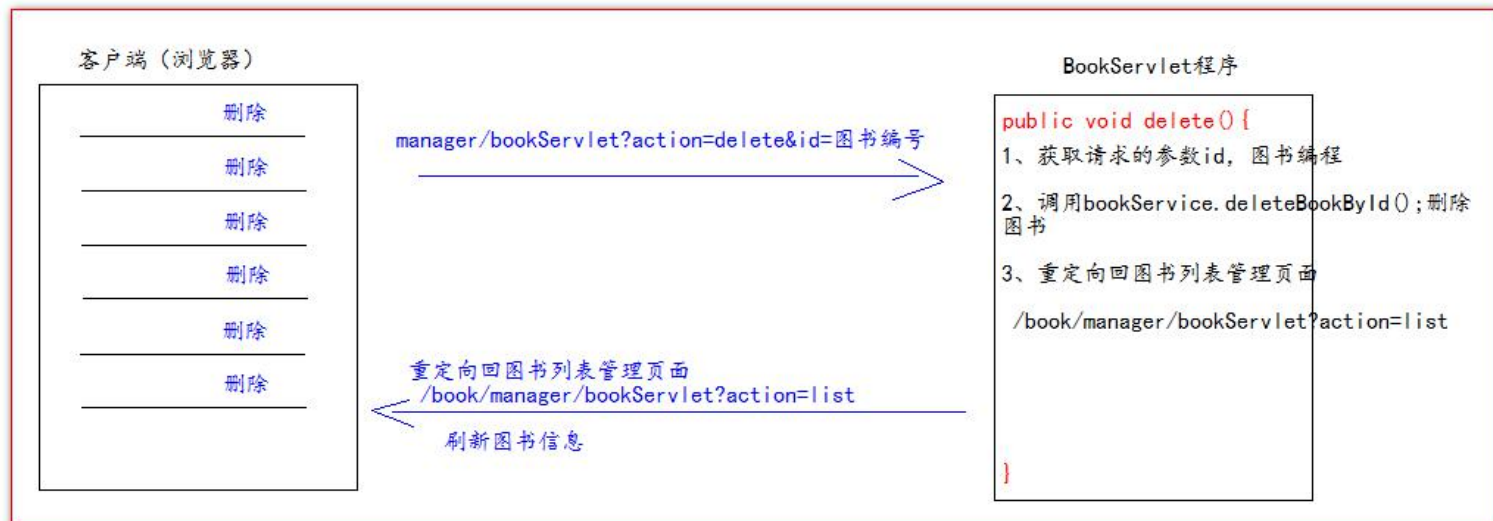 客户端（浏览器）
删除
删除
删除
删除
删除
删除
manager/bookServlet?action=delete&id=图书编号
重定向回图书列表管理页面
/book/manager/bookServlet?action=list
刷新图书信息
BookServlet程序
public void delete(){
1、获取请求的参数id，图书编程
2、调用bookService.deleteBookById();删除
图书
3、重定向回图书列表管理页面
/book/manager/bookServlet?action=list
}